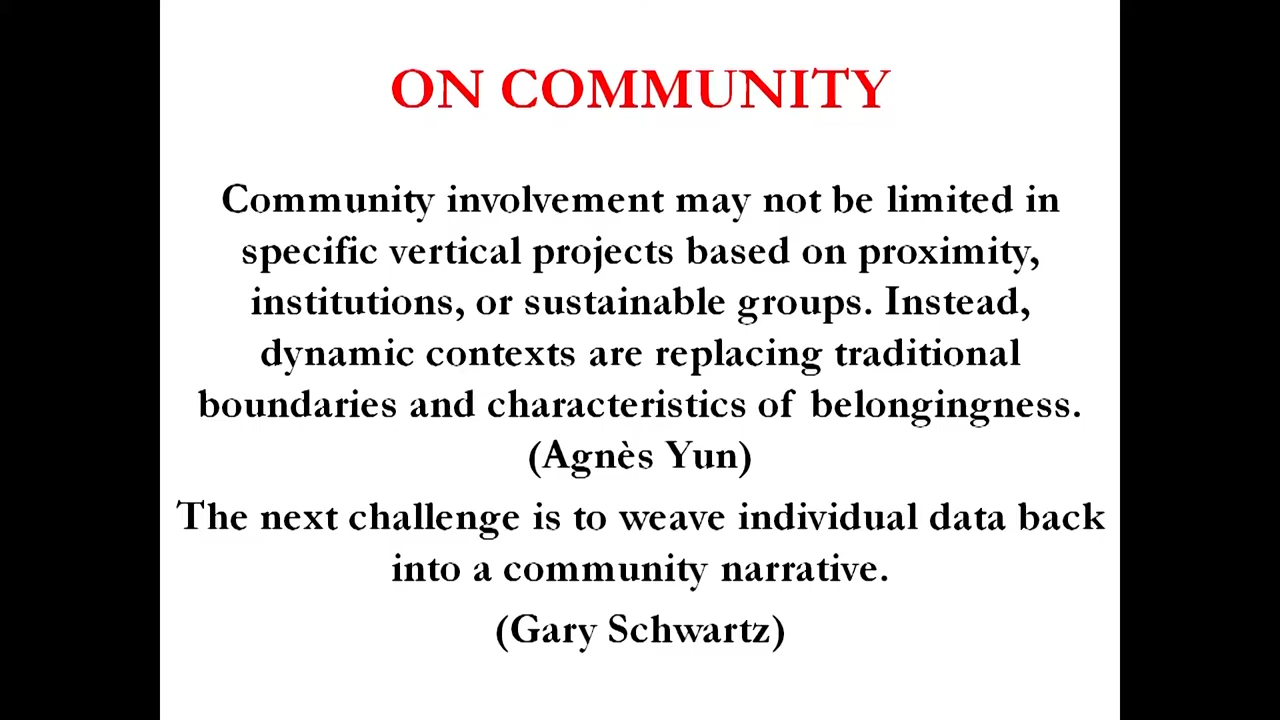 ON COMMUNITY
Community involvement may not be limited in
specific vertical projects based on proximity,
institutions, or sustainable groups. Instead,
dynamic contexts are replacing traditional
boundaries and characteristics of belongingness.
(Agnès Yun)
The next challenge is to weave individual data back
into a community narrative.
(Gary Schwartz)